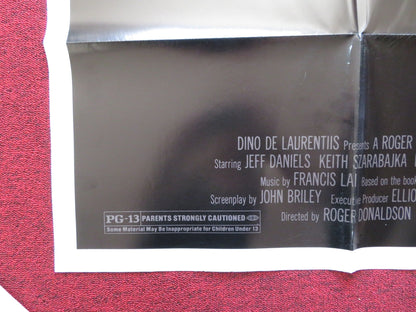 DINO DE LAURENTIIS Presents A ROGER
Starring JEFF DANIELS KEITH SZARABAJKA
Music by FRANCIS LAI Based on the book
Screenplay by JOHN BRILEY Executive Producer ELLIO
Directed by ROGER DONALDSON
PG-13 PARENTS STRONGLY CAUTIONED
Some Material May Be Inappropriate for Children Under 13